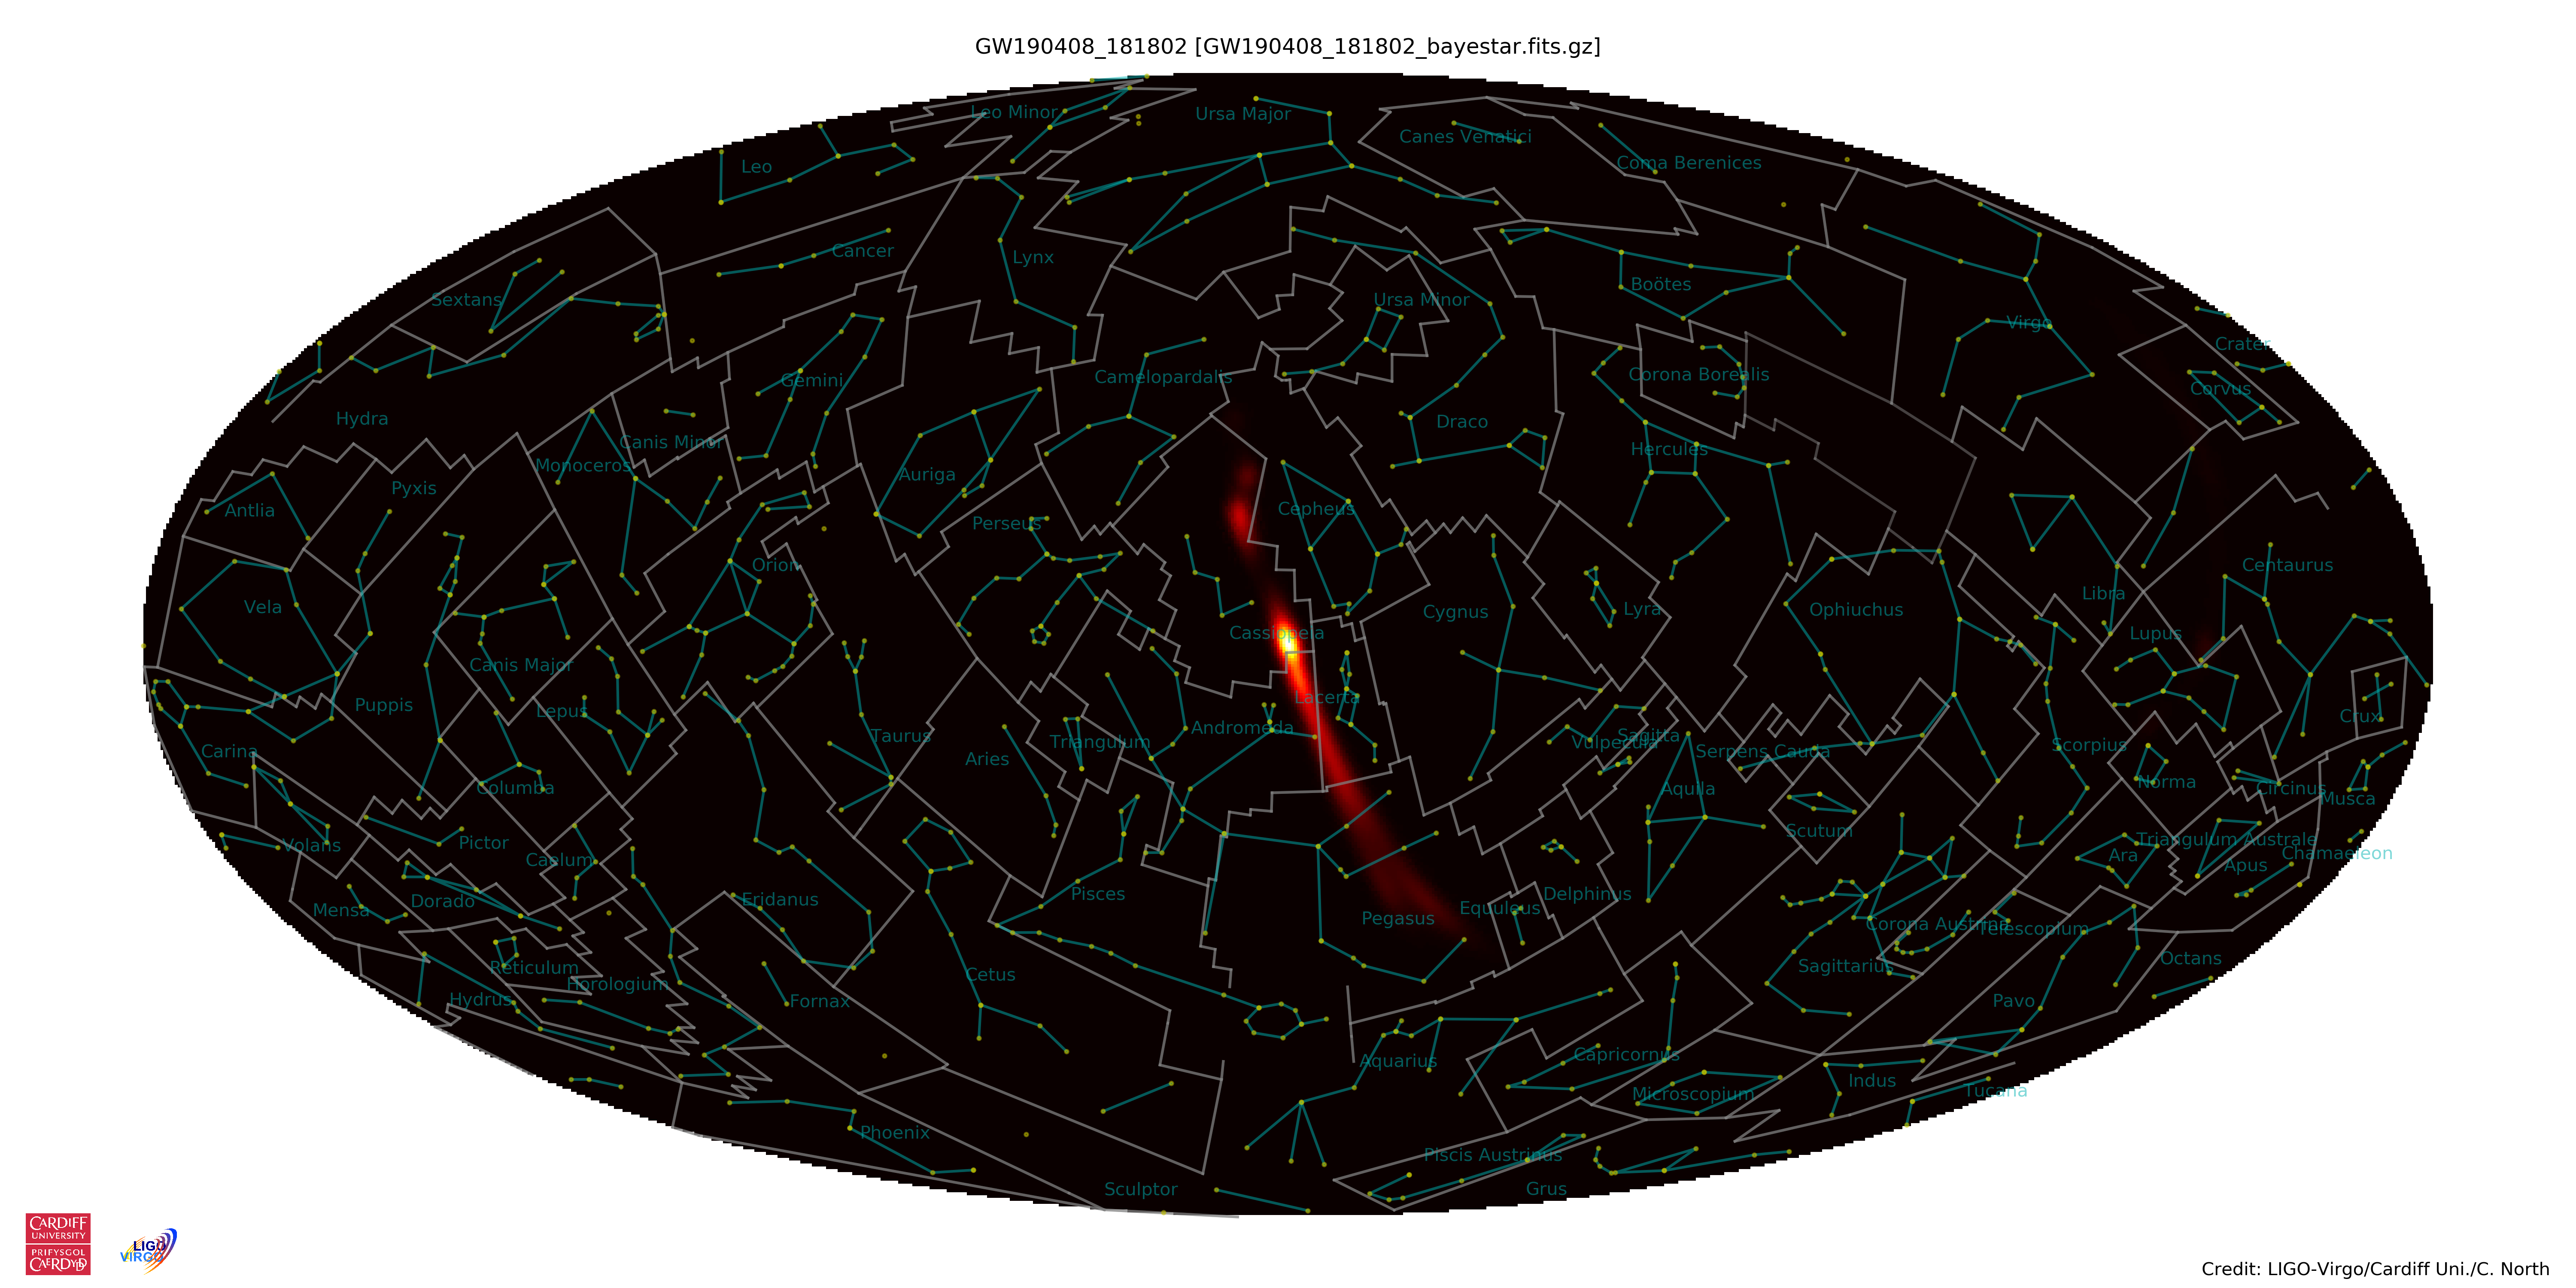 GW190408_181802 [GW190408_181802_bayestar.fits.gz]
Leo Minor
Ursa Major
Canes Venatici
Coma Berenices
Leo
Cancer
Lynx
Boötes
Sextans
Ursa Minor
Virgo
Crater
Gemini
Camelopardalis
Corona Borealis
Corvus
Hydra
Draco
Canis Minor
Hercules
Monoceros
Auriga
Pyxis
Antlia
Perseus
Cepheus
Orion
Centaurus
Libra
Vela
Cygnus
Lyra
Ophiuchus
Cassiopeia
Lupus
Canis Major
Puppis
Lepus
Lacerta
Crux
Andromeda
Taurus
Triangulum
Vulpecula
Sagitta
Carina
Aries
Serpens Cauda
Scorpius
Columba
Aquila
Norma
Circinus
Musca
Volans
Pictor
Caelum
Scutum
Triangulum Australe
Ara
Chamaeleon
Apus
Mensa
Dorado
Eridanus
Pisces
Pegasus
Equuleus
Delphinus
Corona Austrina
Telescopium
Reticulum
Horologium
Hydrus
Fornax
Cetus
Sagittarius
Octans
Pavo
Aquarius
Capricornus
Microscopium
Indus
Tucana
Phoenix
Piscis Austrinus
Sculptor
Grus
CARDIFF
UNIVERSITY
PRIFYSGOL
CAERDYDD
LIGO
VIRGO
Credit: LIGO-Virgo/Cardiff Uni./C. North